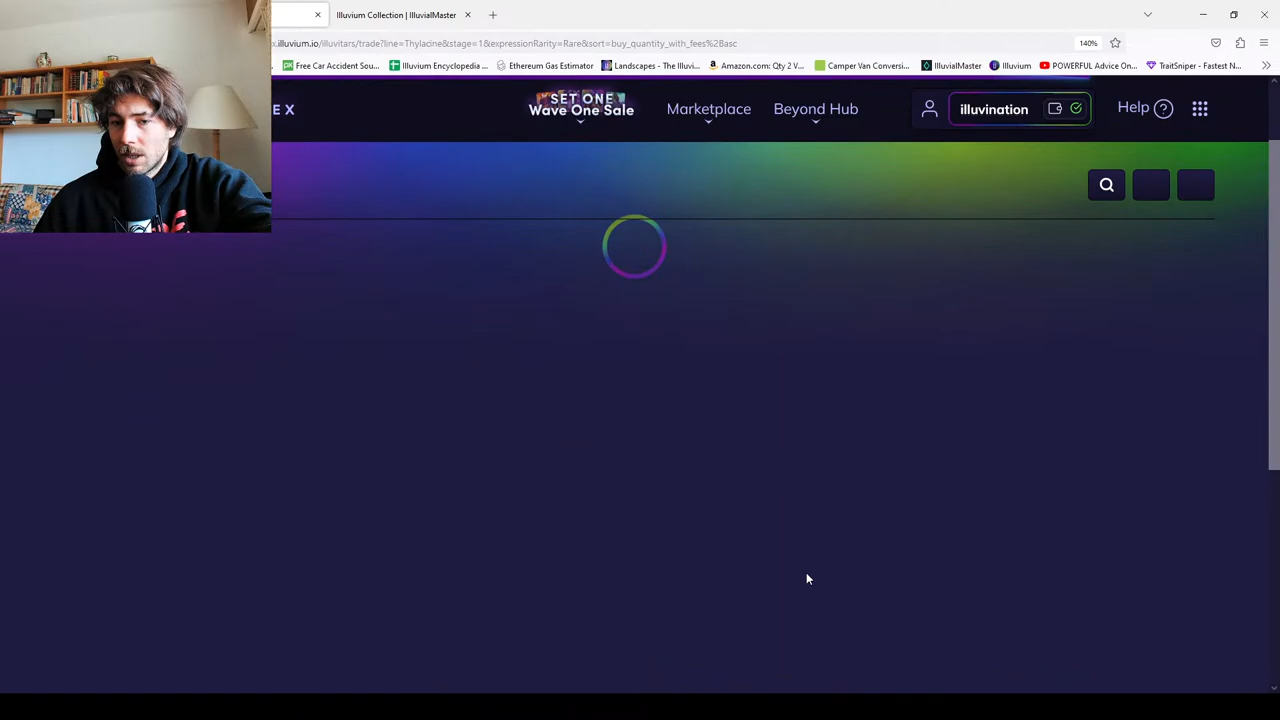 Illuvium Collection | IlluvialMaster
x.illuvium.io/illuvitars/trade?line=Thylacine&stage=1&expressionRarity=Rare&sort=buy_quantity_with_fees%2Basc
140%
Free Car Accident Sou...
Illuvium Encyclopedia ...
Ethereum Gas Estimator
Landscapes - The Illuvi...
Amazon.com: Qty 2 V...
Camper Van Conversi...
IlluvialMaster
Illuvium
POWERFUL Advice On...
TraitSniper - Fastest N...
E X
SET ONE
Wave One Sale
Marketplace
Beyond Hub
illuvination
Help ?